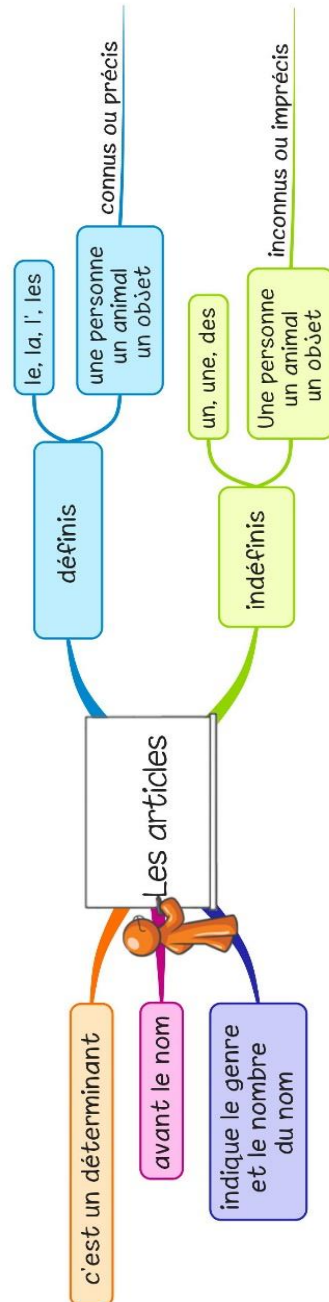 Les articles
c'est un déterminant
avant le nom
indique le genre
et le nombre
du nom
définis
le, la, l', les
une personne
un animal
un objet
connus ou précis
indéfinis
un, une, des
Une personne
un animal
un objet
inconnus ou imprécis